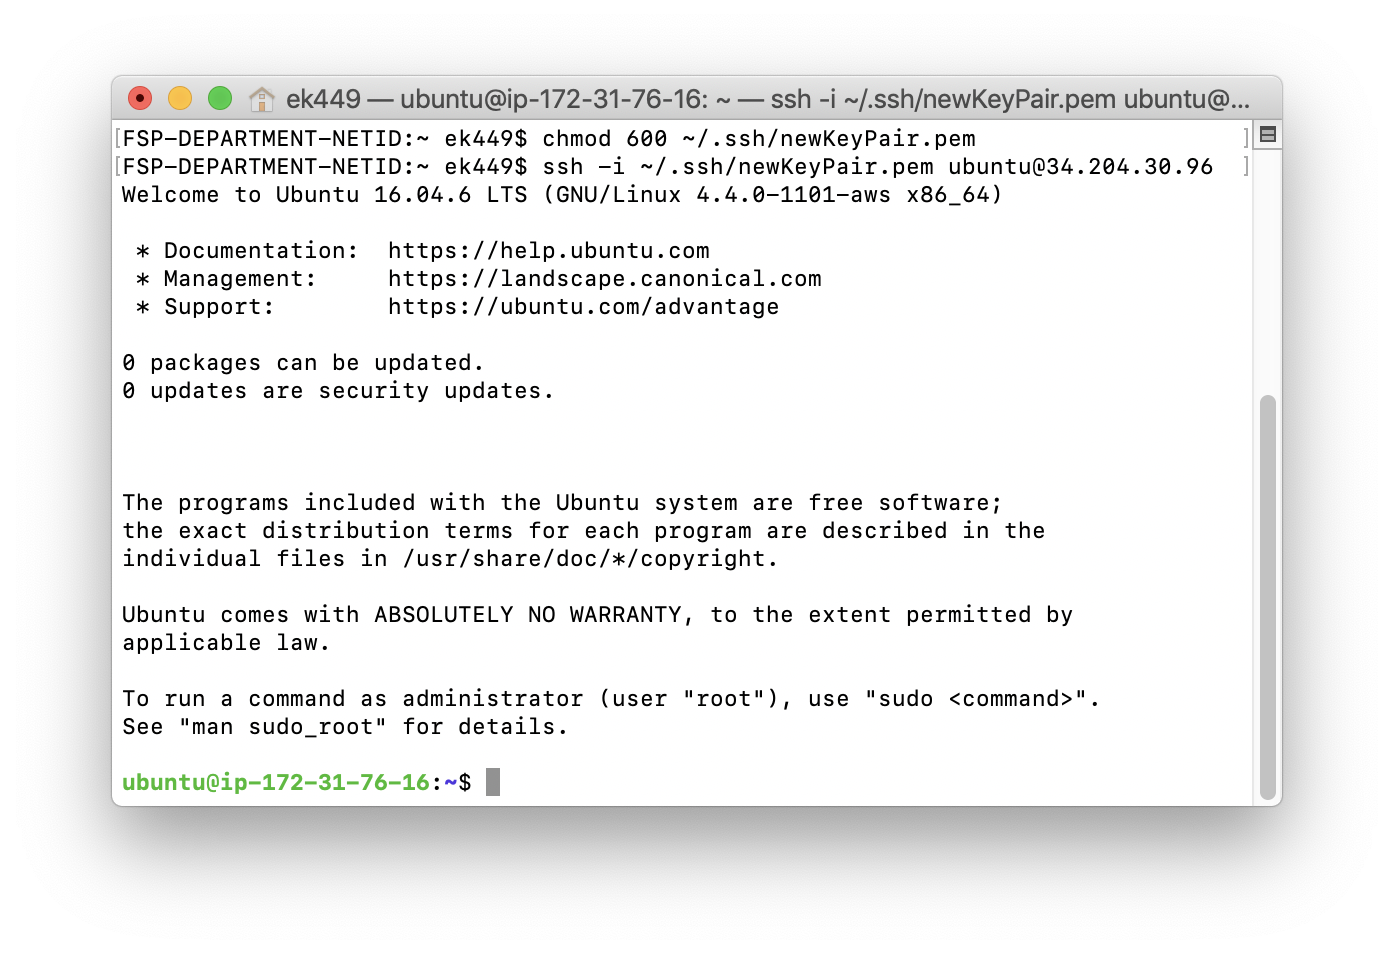 ek449 — ubuntu@ip-172-31-76-16: ~ — ssh -i ~/.ssh/newKeyPair.pem ubuntu@...
[FSP-DEPARTMENT-NETID:~ ek449$ chmod 600 ~/.ssh/newKeyPair.pem ]
[FSP-DEPARTMENT-NETID:~ ek449$ ssh -i ~/.ssh/newKeyPair.pem ubuntu@34.204.30.96 ]
Welcome to Ubuntu 16.04.6 LTS (GNU/Linux 4.4.0-1101-aws x86_64)
* Documentation:  https://help.ubuntu.com
* Management:     https://landscape.canonical.com
* Support:        https://ubuntu.com/advantage
0 packages can be updated.
0 updates are security updates.
The programs included with the Ubuntu system are free software;
the exact distribution terms for each program are described in the
individual files in /usr/share/doc/*/copyright.
Ubuntu comes with ABSOLUTELY NO WARRANTY, to the extent permitted by
applicable law.
To run a command as administrator (user "root"), use "sudo <command>".
See "man sudo_root" for details.
ubuntu@ip-172-31-76-16:~$